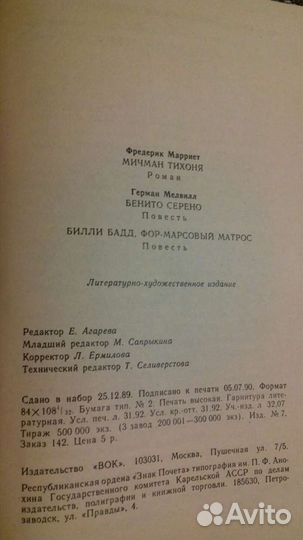 Фредерик Марриет
МИЧМАН ТИХОНЯ
Роман
Герман Мелвилл
БЕНИТО СЕРЕНО
Повесть
БИЛЛИ БАДД, ФОР-МАРСОВЫЙ МАТРОС
Повесть
Литературно-художественное издание
Редактор Е. Агарева
Младший редактор М. Сапрыкина
Корректор Л. Ермилова
Технический редактор Т. Селиверстова
Сдано в набор 25.12.89. Подписано к печати 05.07.90. Формат
84×108¹/₃₂. Бумага тип. № 2. Печать высокая. Гарнитура лите-
ратурная. Усл. печ. л. 31.92. Усл. кр.-отт. 31.92. Уч.-изд. л 32.07
Тираж 500 000 экз. (3 завод 200 001—300 000 экз). Изд. № 7.
Заказ 142. Цена 5 р.
Издательство «ВОК». 103031, Москва, Пушечная ул. 7/5.
Республиканская ордена «Знак Почета» типография им. П. Ф. Ано-
хина Государственного комитета Карельской АССР по делам
издательств, полиграфии и книжной торговли. 185630, Петро-
заводск, ул. «Правды», 4.
Avito